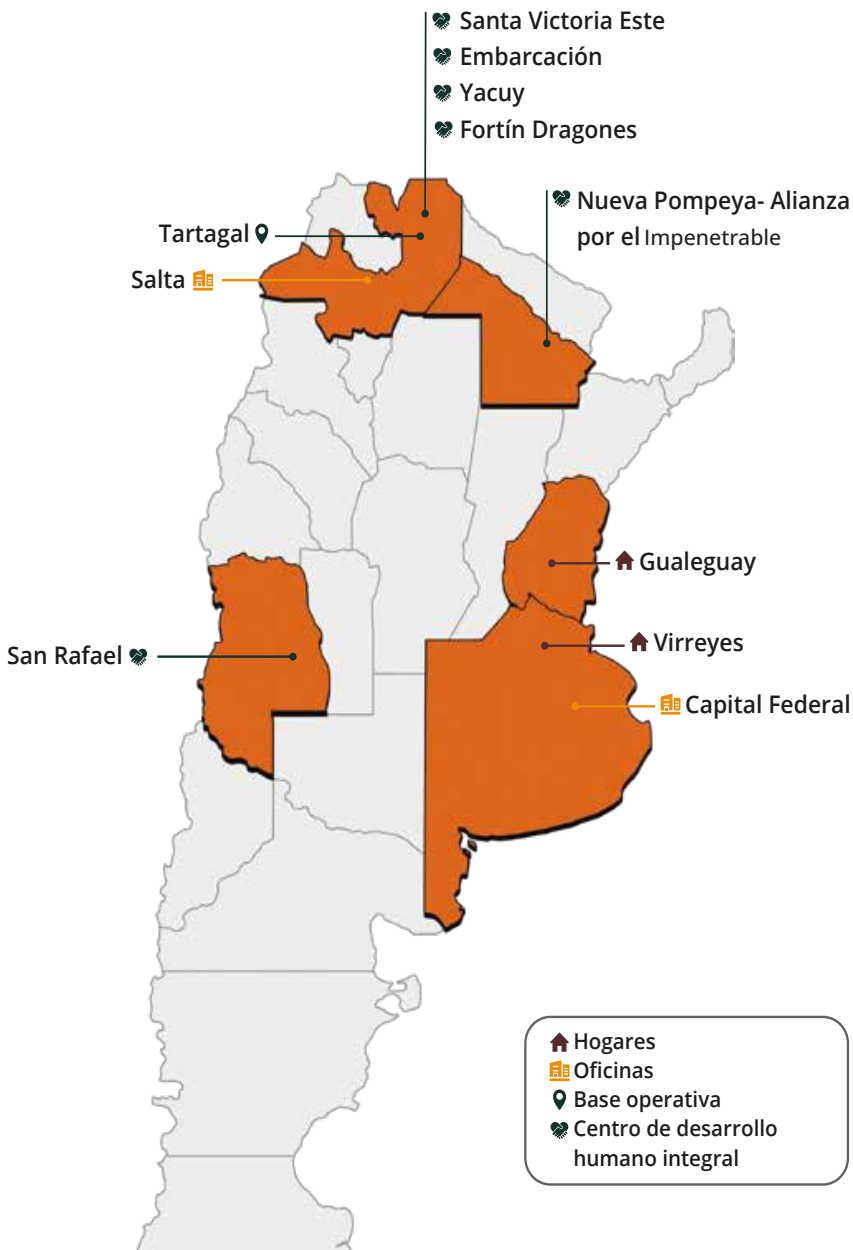 Santa Victoria Este
Embarcación
Yacuy
Fortín Dragones
Nueva Pompeya- Alianza
por el Impenetrable
Tartagal
Salta
Gualeguay
Virreyes
San Rafael
Capital Federal
Hogares
Oficinas
Base operativa
Centro de desarrollo
humano integral